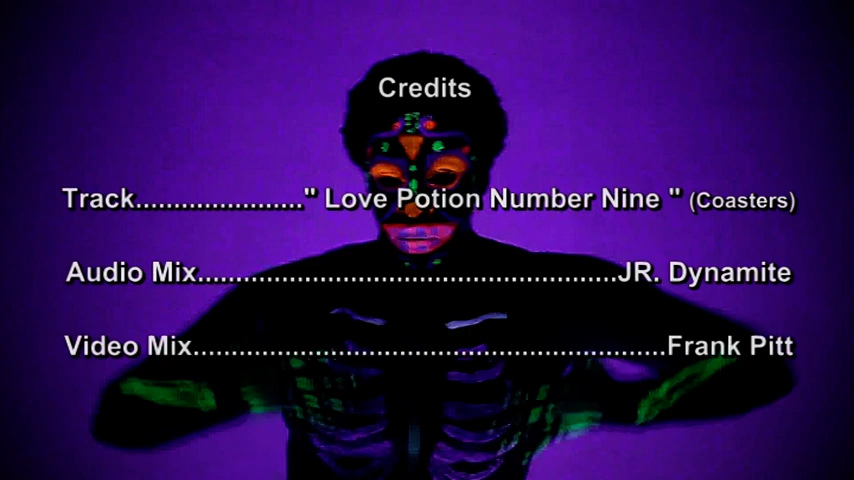 Credits
Track......................" Love Potion Number Nine " (Coasters)
Audio Mix.......................................................JR. Dynamite
Video Mix..............................................................Frank Pitt